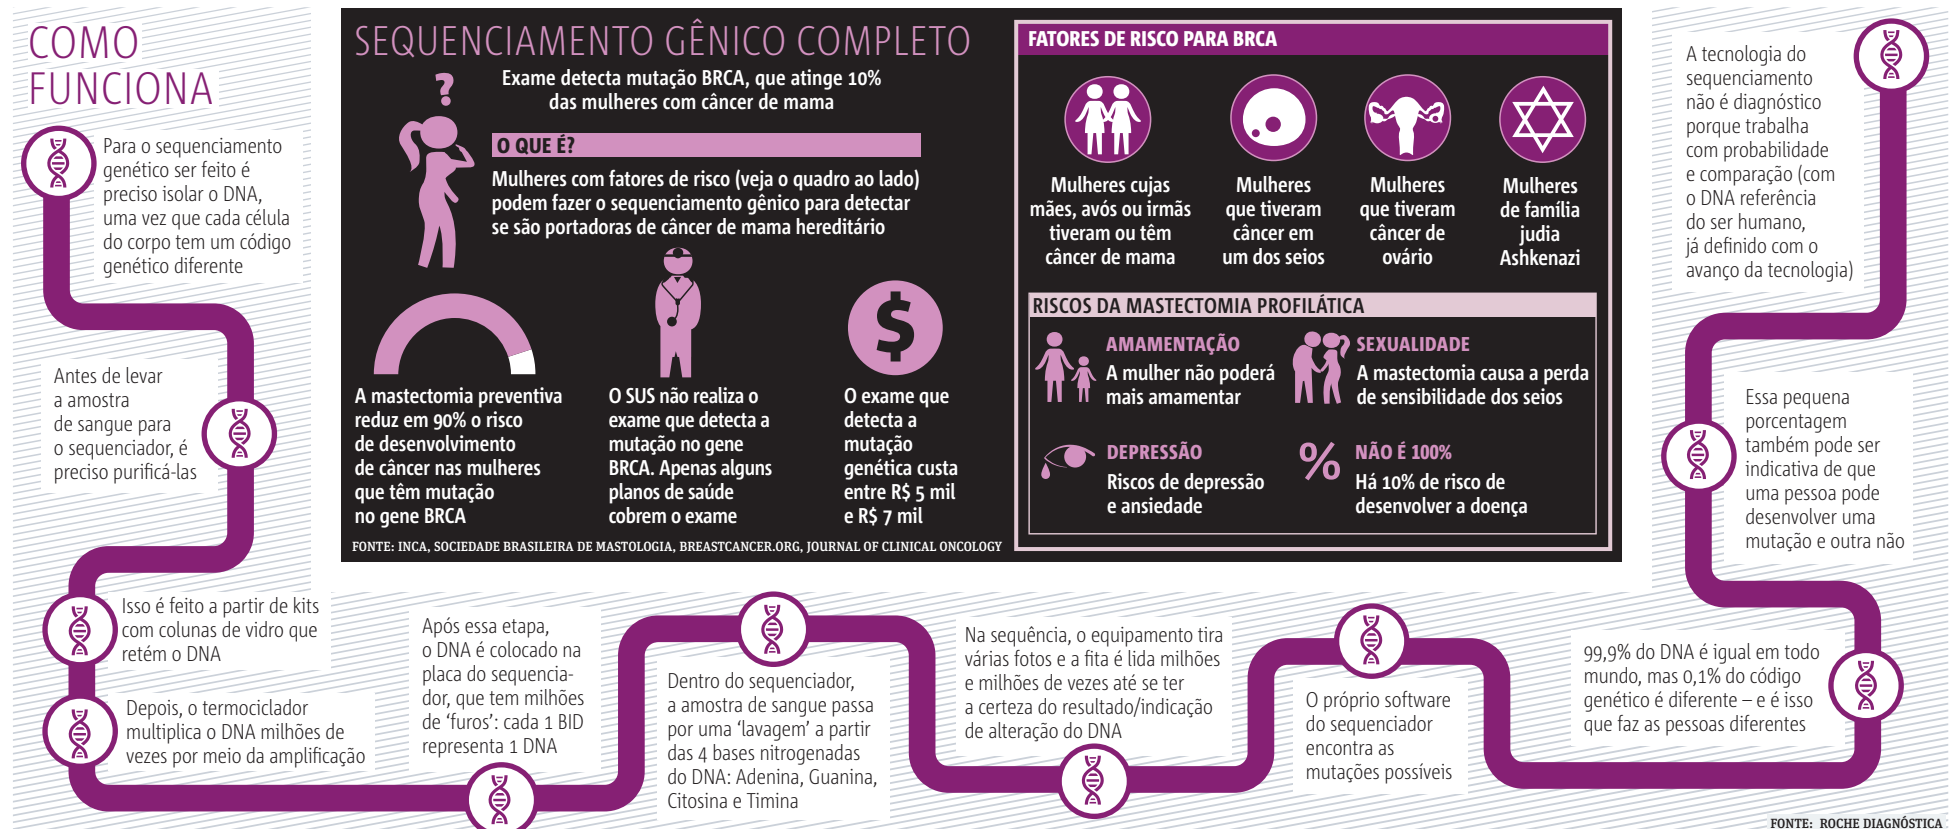 COMO
FUNCIONA
Para o sequenciamento
genético ser feito é
preciso isolar o DNA,
uma vez que cada célula
do corpo tem um código
genético diferente
Antes de levar
a amostra
de sangue para
o sequenciador, é
preciso purificá-las
Isso é feito a partir de kits
com colunas de vidro que
retém o DNA
Depois, o termociclador
multiplica o DNA milhões de
vezes por meio da amplificação
Após essa etapa,
o DNA é colocado na
placa do sequencia-
dor, que tem milhões
de ‘furos’: cada 1 BID
representa 1 DNA
Dentro do sequenciador,
a amostra de sangue passa
por uma ‘lavagem’ a partir
das 4 bases nitrogenadas
do DNA: Adenina, Guanina,
Citosina e Timina
Na sequência, o equipamento tira
várias fotos e a fita é lida milhões
e milhões de vezes até se ter
a certeza do resultado/indicação
de alteração do DNA
O próprio software
do sequenciador
encontra as
mutações possíveis
99,9% do DNA é igual em todo
mundo, mas 0,1% do código
genético é diferente – e é isso
que faz as pessoas diferentes
Essa pequena
porcentagem
também pode ser
indicativa de que
uma pessoa pode
desenvolver uma
mutação e outra não
A tecnologia do
sequenciamento
não é diagnóstico
porque trabalha
com probabilidade
e comparação (com
o DNA referência
do ser humano,
já definido com o
avanço da tecnologia)
SEQUENCIAMENTO GÊNICO COMPLETO
Exame detecta mutação BRCA, que atinge 10%
das mulheres com câncer de mama
?
O QUE É?
Mulheres com fatores de risco (veja o quadro ao lado)
podem fazer o sequenciamento gênico para detectar
se são portadoras de câncer de mama hereditário
A mastectomia preventiva
reduz em 90% o risco
de desenvolvimento
de câncer nas mulheres
que têm mutação
no gene BRCA
O SUS não realiza o
exame que detecta a
mutação no gene
BRCA. Apenas alguns
planos de saúde
cobrem o exame
$
O exame que
detecta a
mutação
genética custa
entre R$ 5 mil
e R$ 7 mil
FONTE: INCA, SOCIEDADE BRASILEIRA DE MASTOLOGIA, BREASTCANCER.ORG, JOURNAL OF CLINICAL ONCOLOGY
FATORES DE RISCO PARA BRCA
Mulheres cujas
mães, avós ou irmãs
tiveram ou têm
câncer de mama
Mulheres
que tiveram
câncer em
um dos seios
Mulheres
que tiveram
câncer de
ovário
Mulheres
de família
judia
Ashkenazi
RISCOS DA MASTECTOMIA PROFILÁTICA
AMAMENTAÇÃO
A mulher não poderá
mais amamentar
SEXUALIDADE
A mastectomia causa a perda
de sensibilidade dos seios
DEPRESSÃO
Riscos de depressão
e ansiedade
%
NÃO É 100%
Há 10% de risco de
desenvolver a doença
FONTE: ROCHE DIAGNÓSTICA